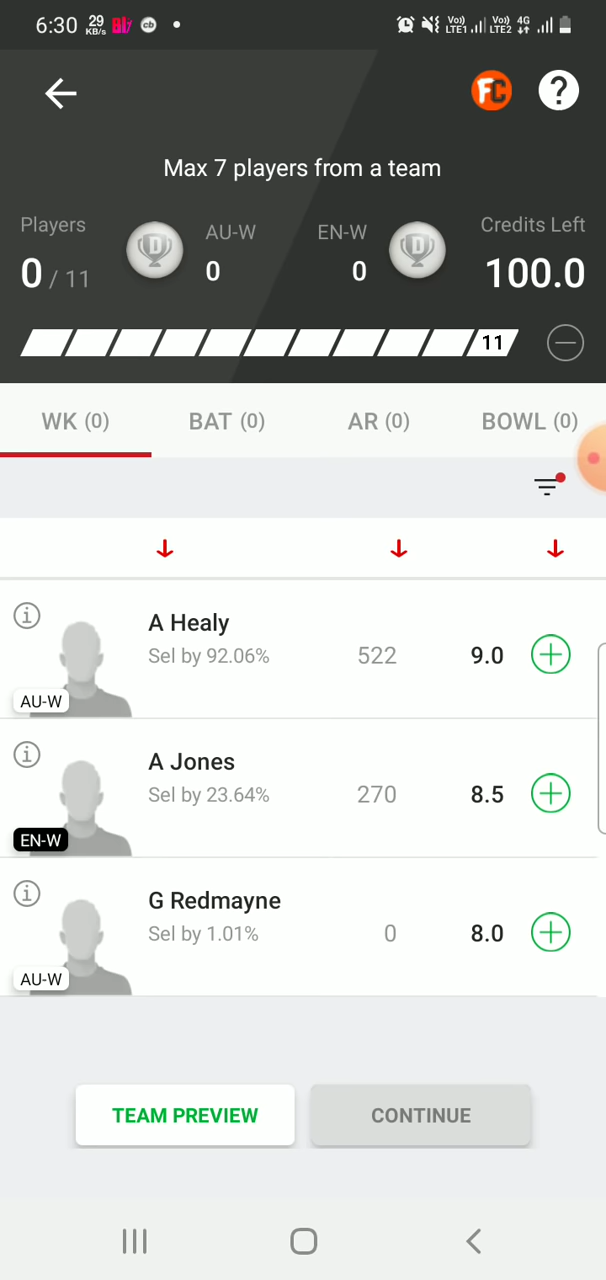 6:30 29 KB/s cb Vo)) LTE1 Vo)) LTE2 4G
FC ?
Max 7 players from a team
Players AU-W EN-W Credits Left
0 / 11 D 0 0 D 100.0
11
WK (0) BAT (0) AR (0) BOWL (0)
i A Healy
Sel by 92.06% 522 9.0
AU-W
i A Jones
Sel by 23.64% 270 8.5
EN-W
i G Redmayne
Sel by 1.01% 0 8.0
AU-W
TEAM PREVIEW CONTINUE